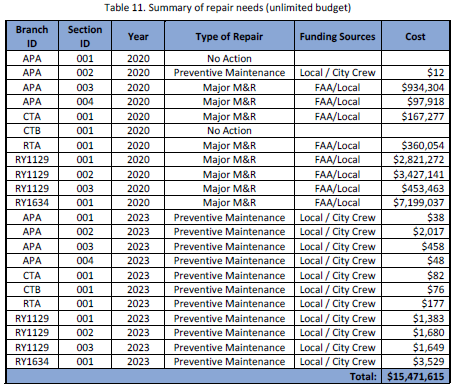 Table 11. Summary of repair needs (unlimited budget)
Branch ID Section ID Year Type of Repair Funding Sources Cost
APA 001 2020 No Action
APA 002 2020 Preventive Maintenance Local / City Crew $12
APA 003 2020 Major M&R FAA/Local $934,304
APA 004 2020 Major M&R FAA/Local $97,918
CTA 001 2020 Major M&R FAA/Local $167,277
CTB 001 2020 No Action
RTA 001 2020 Major M&R FAA/Local $360,054
RY1129 001 2020 Major M&R FAA/Local $2,821,272
RY1129 002 2020 Major M&R FAA/Local $3,427,141
RY1129 003 2020 Major M&R FAA/Local $453,463
RY1634 001 2020 Major M&R FAA/Local $7,199,037
APA 001 2023 Preventive Maintenance Local / City Crew $38
APA 002 2023 Preventive Maintenance Local / City Crew $2,017
APA 003 2023 Preventive Maintenance Local / City Crew $458
APA 004 2023 Preventive Maintenance Local / City Crew $48
CTA 001 2023 Preventive Maintenance Local / City Crew $82
CTB 001 2023 Preventive Maintenance Local / City Crew $76
RTA 001 2023 Preventive Maintenance Local / City Crew $177
RY1129 001 2023 Preventive Maintenance Local / City Crew $1,383
RY1129 002 2023 Preventive Maintenance Local / City Crew $1,680
RY1129 003 2023 Preventive Maintenance Local / City Crew $1,649
RY1634 001 2023 Preventive Maintenance Local / City Crew $3,529
Total: $15,471,615